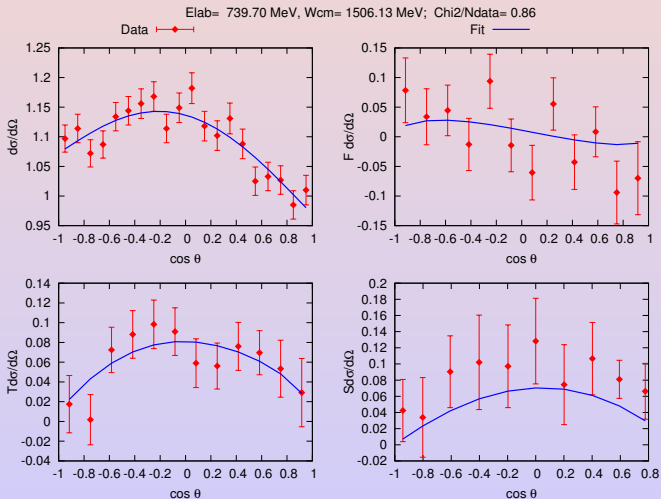 Elab= 739.70 MeV, Wcm= 1506.13 MeV; Chi2/Ndata= 0.86
Data
Fit
dσ/dΩ
1.25
1.2
1.15
1.1
1.05
1
0.95
-1 -0.8 -0.6 -0.4 -0.2 0 0.2 0.4 0.6 0.8 1
cos θ
F dσ/dΩ
0.15
0.1
0.05
0
-0.05
-0.1
-0.15
-1 -0.8 -0.6 -0.4 -0.2 0 0.2 0.4 0.6 0.8 1
cos θ
Tdσ/dΩ
0.14
0.12
0.1
0.08
0.06
0.04
0.02
0
-0.02
-0.04
-1 -0.8 -0.6 -0.4 -0.2 0 0.2 0.4 0.6 0.8 1
cos θ
Sdσ/dΩ
0.2
0.18
0.16
0.14
0.12
0.1
0.08
0.06
0.04
0.02
0
-0.02
-1 -0.8 -0.6 -0.4 -0.2 0 0.2 0.4 0.6 0.8
cos θ